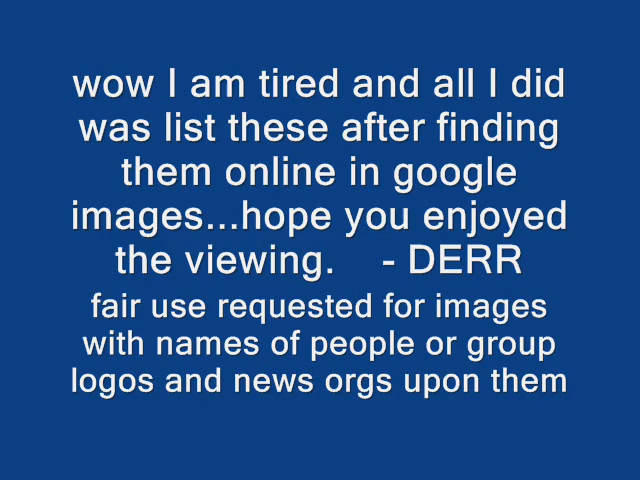 wow I am tired and all I did
was list these after finding
them online in google
images...hope you enjoyed
the viewing. - DERR
fair use requested for images
with names of people or group
logos and news orgs upon them